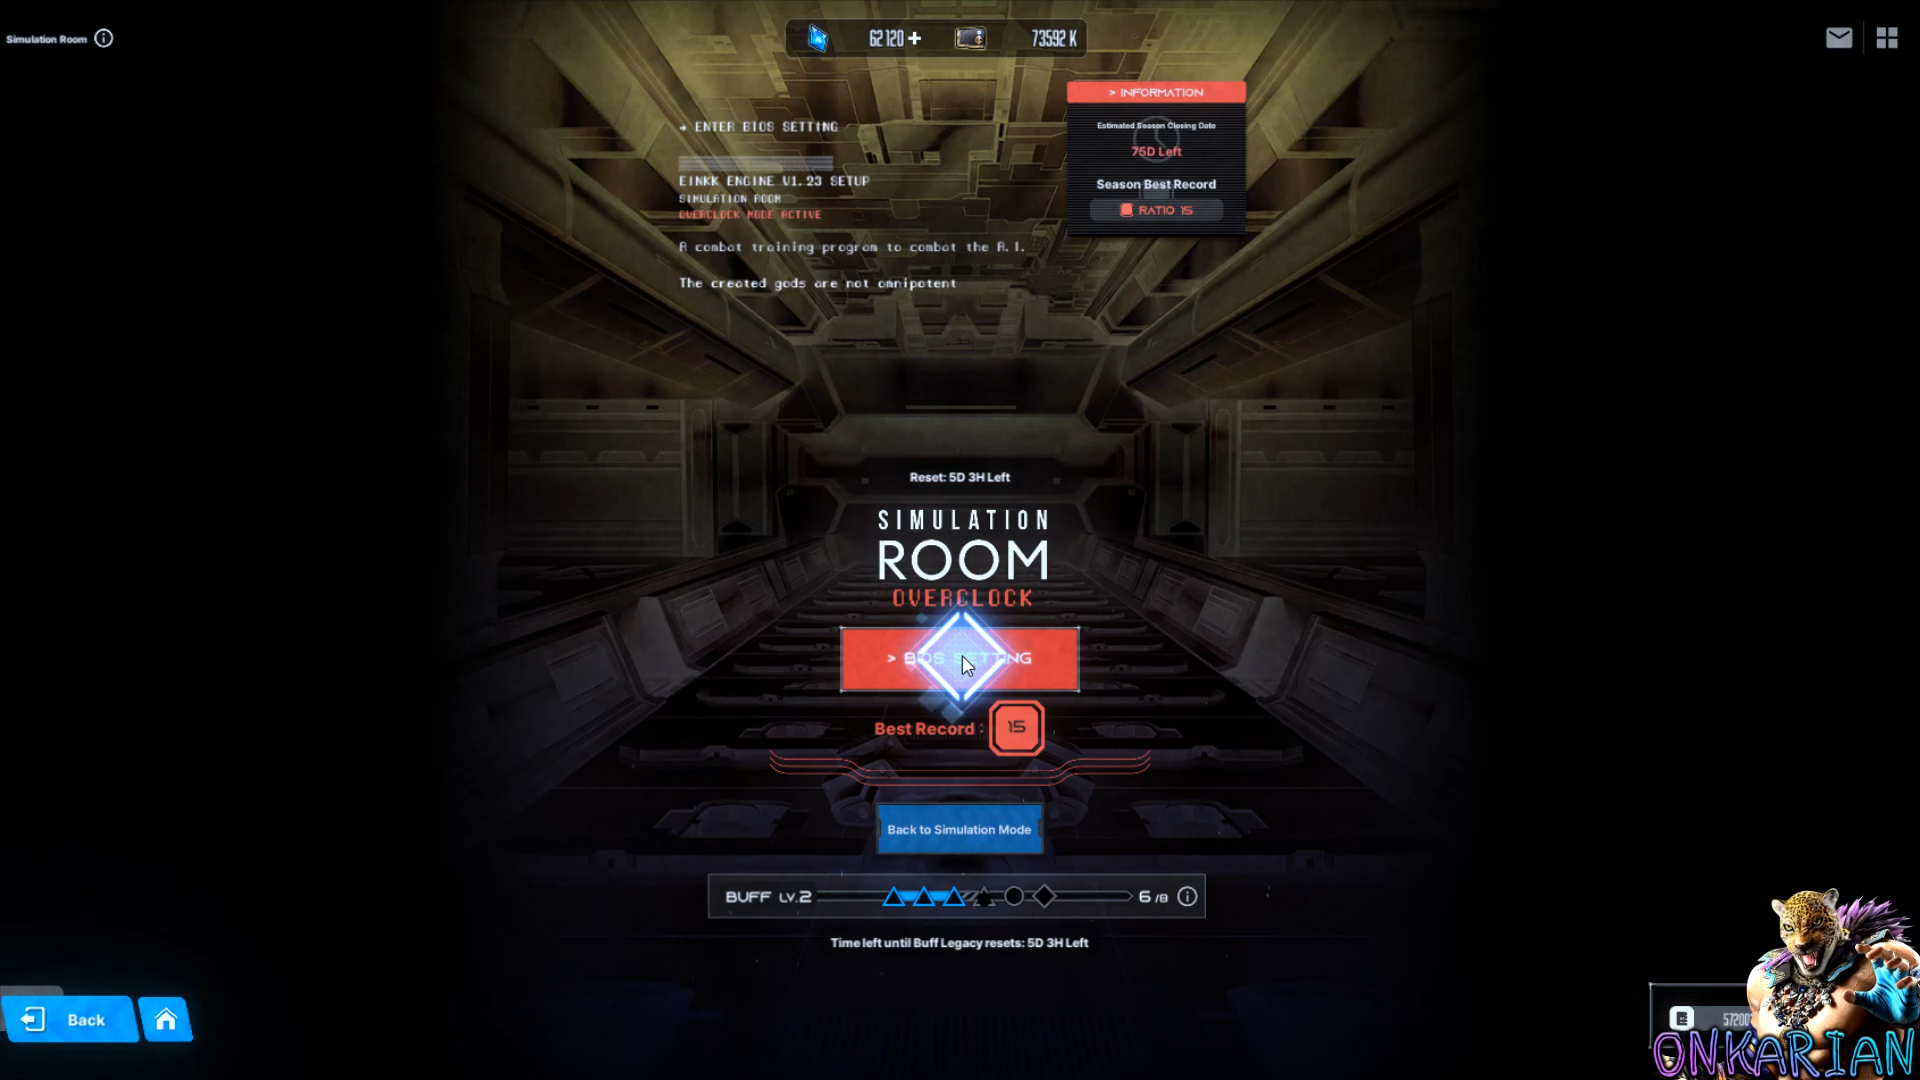 Simulation Room
62120
73592 K
> INFORMATION
Estimated Season Closing Date
75D Left
Season Best Record
RATIO 15
ENTER BIOS SETTING
EINKK ENGINE V1.23 SETUP
SIMULATION ROOM
OVERCLOCK MODE ACTIVE
A combat training program to combat the A.I.
The created gods are not omnipotent
Reset: 5D 3H Left
SIMULATION
ROOM
OVERCLOCK
> BIOS SETTING
Best Record : 15
Back to Simulation Mode
BUFF LV.2
6 /8
Time left until Buff Legacy resets: 5D 3H Left
Back
ONKARIAN